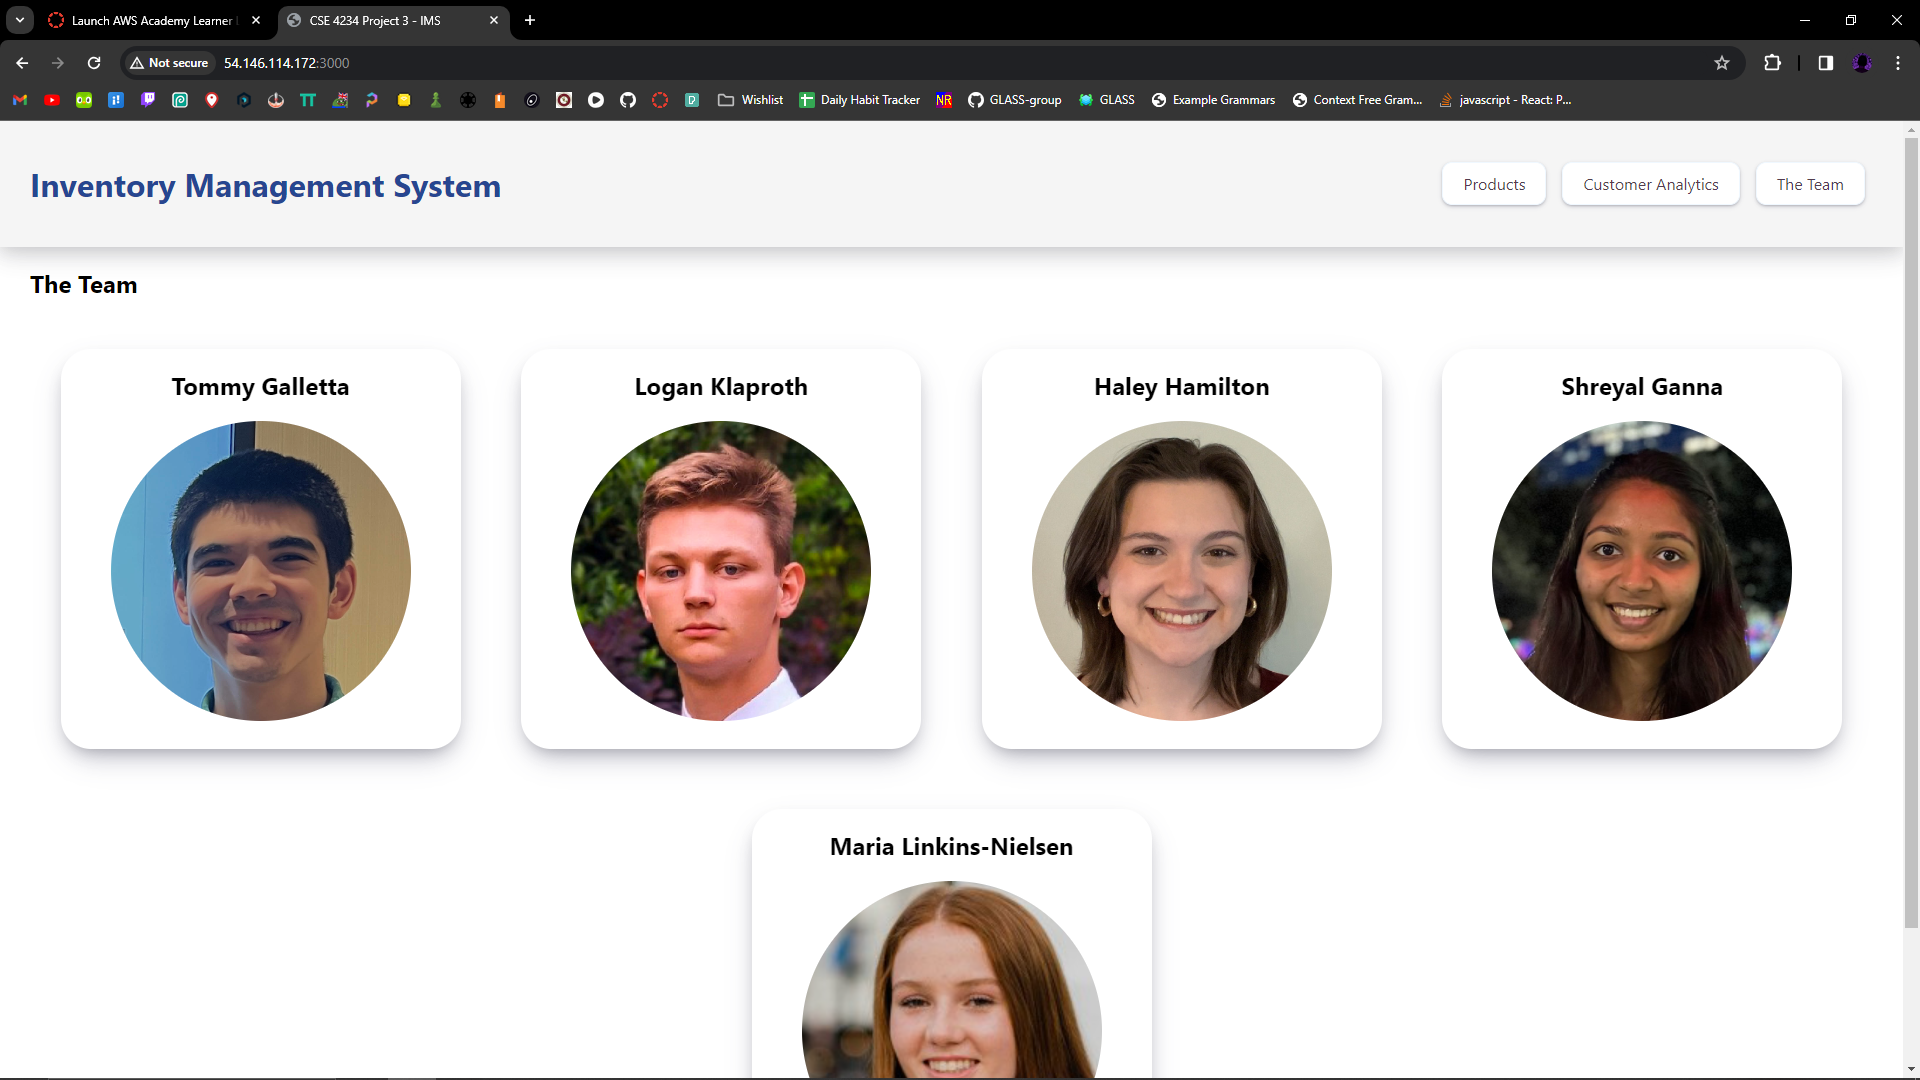 Launch AWS Academy Learner
CSE 4234 Project 3 - IMS
Not secure 54.146.114.172:3000
Wishlist Daily Habit Tracker NR GLASS-group GLASS Example Grammars Context Free Gram... javascript - React: P...
Inventory Management System
Products Customer Analytics The Team
The Team
Tommy Galletta Logan Klaproth Haley Hamilton Shreyal Ganna
Maria Linkins-Nielsen